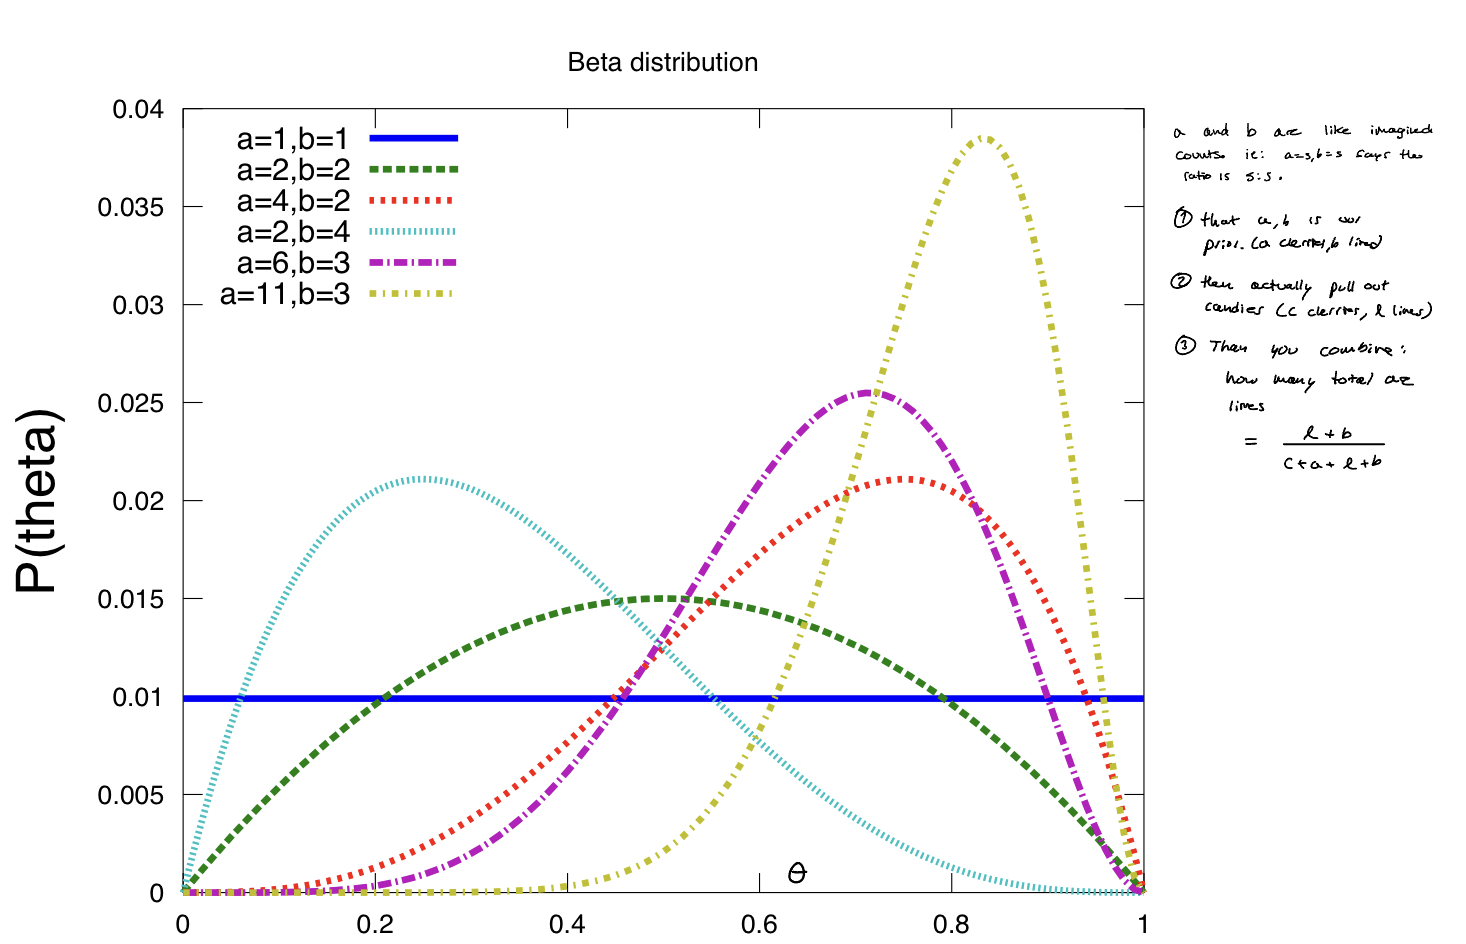 Beta distribution
0.04
0.035
0.03
0.025
0.02
0.015
0.01
0.005
0
P(theta)
a=1,b=1
a=2,b=2
a=4,b=2
a=2,b=4
a=6,b=3
a=11,b=3
θ
0 0.2 0.4 0.6 0.8 1
a and b are like imagined
counts. ie: a=5,b=5 says the
ratio is 5:5.
① that a,b is our
prior. (a cherries, b limes)
② then actually pull out
candies (c cherries, l limes)
③ Then you combine:
how many total are
limes
= l+b
c+a+l+b